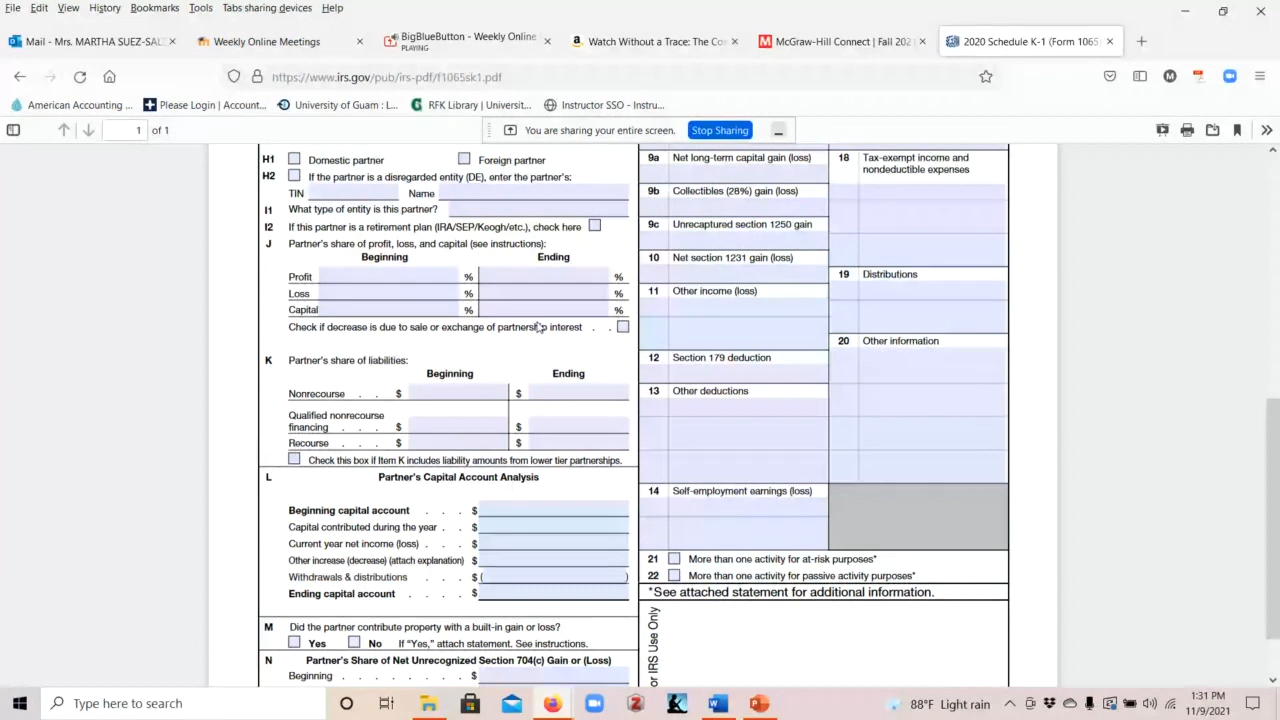 File Edit View History Bookmarks Tools Tabs sharing devices Help
Mail - Mrs. MARTHA SUEZ-SAL
Weekly Online Meetings
BigBlueButton - Weekly Online
PLAYING
Watch Without a Trace: The Co
McGraw-Hill Connect | Fall 202
2020 Schedule K-1 (Form 1065
https://www.irs.gov/pub/irs-pdf/f1065sk1.pdf
American Accounting ...
Please Login | Account...
University of Guam : L...
RFK Library | Universit...
Instructor SSO - Instru...
1 of 1
You are sharing your entire screen. Stop Sharing
H1 Domestic partner Foreign partner
H2 If the partner is a disregarded entity (DE), enter the partner's:
TIN Name
I1 What type of entity is this partner?
I2 If this partner is a retirement plan (IRA/SEP/Keogh/etc.), check here
J Partner's share of profit, loss, and capital (see instructions):
Beginning Ending
Profit % %
Loss % %
Capital % %
Check if decrease is due to sale or exchange of partnership interest . .
K Partner's share of liabilities:
Beginning Ending
Nonrecourse . . $ $
Qualified nonrecourse
financing . . . $ $
Recourse . . . $ $
Check this box if Item K includes liability amounts from lower tier partnerships.
L Partner's Capital Account Analysis
Beginning capital account . . . $
Capital contributed during the year . . $
Current year net income (loss) . . . $
Other increase (decrease) (attach explanation) $
Withdrawals & distributions . . . $ ( )
Ending capital account . . . . $
M Did the partner contribute property with a built-in gain or loss?
Yes No If "Yes," attach statement. See instructions.
N Partner's Share of Net Unrecognized Section 704(c) Gain or (Loss)
Beginning . . . . . . . . $
9a Net long-term capital gain (loss)
9b Collectibles (28%) gain (loss)
9c Unrecaptured section 1250 gain
10 Net section 1231 gain (loss)
11 Other income (loss)
12 Section 179 deduction
13 Other deductions
14 Self-employment earnings (loss)
18 Tax-exempt income and
nondeductible expenses
19 Distributions
20 Other information
21 More than one activity for at-risk purposes*
22 More than one activity for passive activity purposes*
*See attached statement for additional information.
or IRS Use Only
Type here to search
88°F Light rain
1:31 PM
11/9/2021